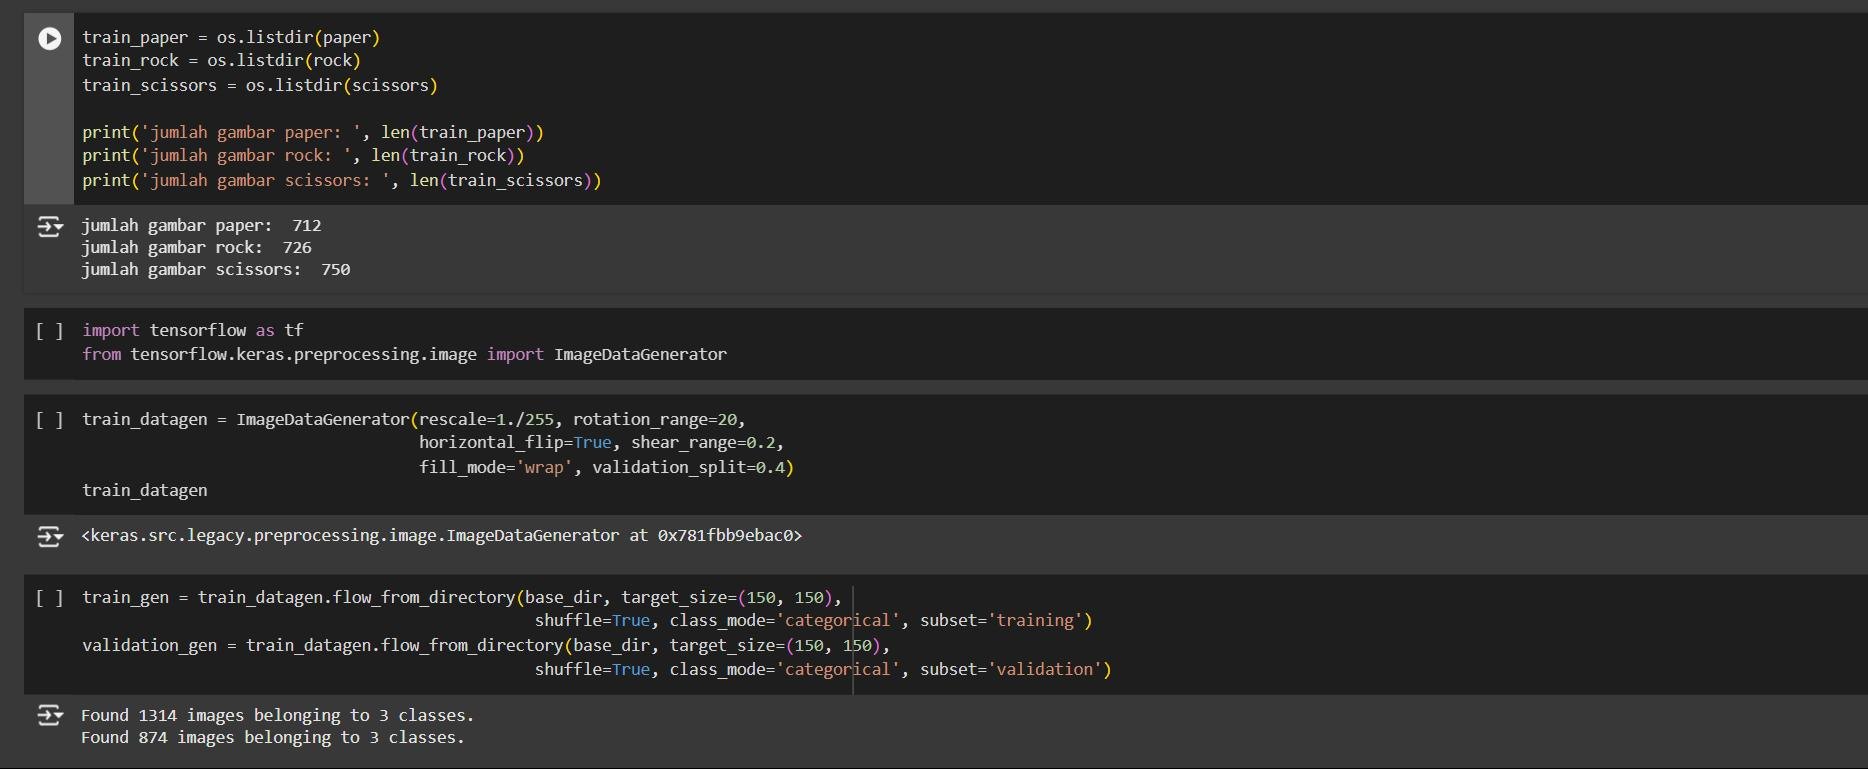 train_paper = os.listdir(paper)
train_rock = os.listdir(rock)
train_scissors = os.listdir(scissors)
print('jumlah gambar paper: ', len(train_paper))
print('jumlah gambar rock: ', len(train_rock))
print('jumlah gambar scissors: ', len(train_scissors))
jumlah gambar paper:  712
jumlah gambar rock:  726
jumlah gambar scissors:  750
[ ] import tensorflow as tf
from tensorflow.keras.preprocessing.image import ImageDataGenerator
[ ] train_datagen = ImageDataGenerator(rescale=1./255, rotation_range=20,
horizontal_flip=True, shear_range=0.2,
fill_mode='wrap', validation_split=0.4)
train_datagen
<keras.src.legacy.preprocessing.image.ImageDataGenerator at 0x781fbb9ebac0>
[ ] train_gen = train_datagen.flow_from_directory(base_dir, target_size=(150, 150),
shuffle=True, class_mode='categorical', subset='training')
validation_gen = train_datagen.flow_from_directory(base_dir, target_size=(150, 150),
shuffle=True, class_mode='categorical', subset='validation')
Found 1314 images belonging to 3 classes.
Found 874 images belonging to 3 classes.